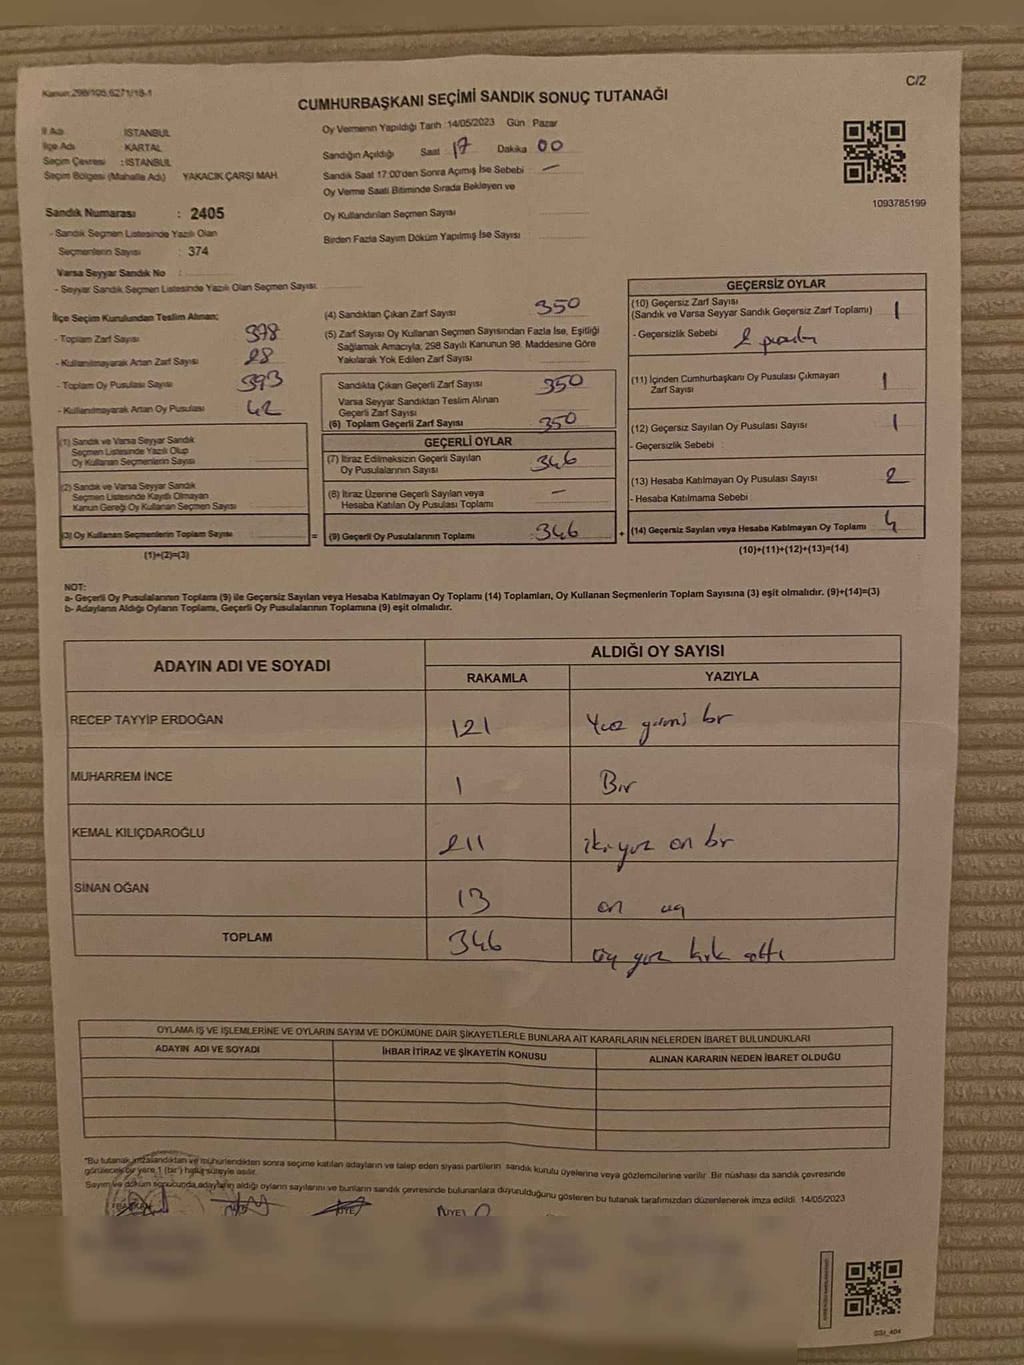 Kanun:298/105,6271/18-1
C/2
CUMHURBAŞKANI SEÇİMİ SANDIK SONUÇ TUTANAĞI
İl Adı : İSTANBUL
İlçe Adı : KARTAL
Seçim Çevresi : İSTANBUL
Seçim Bölgesi (Mahalle Adı) YAKACIK ÇARŞI MAH.
Oy Vermenin Yapıldığı Tarih :14/05/2023 Gün : Pazar
Sandığın Açıldığı Saat 17 Dakika 00
Sandık Saat 17:00'den Sonra Açımış İse Sebebi —
Oy Verme Saati Bitiminde Sırada Bekleyen ve
Oy Kullandırılan Seçmen Sayısı
Birden Fazla Sayım Döküm Yapılmış İse Sayısı
1093785199
Sandık Numarası : 2405
- Sandık Seçmen Listesinde Yazılı Olan
Seçmenlerin Sayısı : 374
Varsa Seyyar Sandık No :
- Seyyar Sandık Seçmen Listesinde Yazılı Olan Seçmen Sayısı:
İlçe Seçim Kurulundan Teslim Alınan;
- Toplam Zarf Sayısı 378
- Kullanılmayarak Artan Zarf Sayısı 28
- Toplam Oy Pusulası Sayısı 393
- Kullanılmayarak Artan Oy Pusulası 42
(1) Sandık ve Varsa Seyyar Sandık
Seçmen Listesinde Yazılı Olup
Oy Kullanan Seçmenlerin Sayısı
(2) Sandık ve Varsa Seyyar Sandık
Seçmen Listesinde Kayıtlı Olmayan
Kanun Gereği Oy Kullanan Seçmen Sayısı
(3) Oy Kullanan Seçmenlerin Toplam Sayısı
(1)+(2)=(3)
=
(4) Sandıktan Çıkan Zarf Sayısı 350
(5) Zarf Sayısı Oy Kullanan Seçmen Sayısından Fazla İse, Eşitliği
Sağlamak Amacıyla, 298 Sayılı Kanunun 98. Maddesine Göre
Yakılarak Yok Edilen Zarf Sayısı
Sandıkta Çıkan Geçerli Zarf Sayısı 350
Varsa Seyyar Sandıktan Teslim Alınan
Geçerli Zarf Sayısı
(6) Toplam Geçerli Zarf Sayısı 350
GEÇERLİ OYLAR
(7) İtiraz Edilmeksizin Geçerli Sayılan
Oy Pusulalarının Sayısı 346
(8) İtiraz Üzerine Geçerli Sayılan veya
Hesaba Katılan Oy Pusulası Toplamı —
(9) Geçerli Oy Pusulalarının Toplamı 346
+
GEÇERSİZ OYLAR
(10) Geçersiz Zarf Sayısı
(Sandık ve Varsa Seyyar Sandık Geçersiz Zarf Toplamı) 1
- Geçersizlik Sebebi : 2
(11) İçinden Cumhurbaşkanı Oy Pusulası Çıkmayan
Zarf Sayısı 1
(12) Geçersiz Sayılan Oy Pusulası Sayısı 1
- Geçersizlik Sebebi :
(13) Hesaba Katılmayan Oy Pusulası Sayısı 2
- Hesaba Katılmama Sebebi
(14) Geçersiz Sayılan veya Hesaba Katılmayan Oy Toplamı 4
(10)+(11)+(12)+(13)=(14)
NOT:
a- Geçerli Oy Pusulalarının Toplamı (9) ile Geçersiz Sayılan veya Hesaba Katılmayan Oy Toplamı (14) Toplamları, Oy Kullanan Seçmenlerin Toplam Sayısına (3) eşit olmalıdır. (9)+(14)=(3)
b- Adayların Aldığı Oyların Toplamı, Geçerli Oy Pusulalarının Toplamına (9) eşit olmalıdır.
ADAYIN ADI VE SOYADI
ALDIĞI OY SAYISI
RAKAMLA YAZIYLA
RECEP TAYYİP ERDOĞAN 121 Yüz yirmi bir
MUHARREM İNCE 1 Bir
KEMAL KILIÇDAROĞLU 211 iki yüz on bir
SİNAN OĞAN 13 on üç
TOPLAM 346 üç yüz kırk altı
OYLAMA İŞ VE İŞLEMLERİNE VE OYLARIN SAYIM VE DÖKÜMÜNE DAİR ŞİKAYETLERLE BUNLARA AİT KARARLARIN NELERDEN İBARET BULUNDUKLARI
ADAYIN ADI VE SOYADI İHBAR İTİRAZ VE ŞİKAYETİN KONUSU ALINAN KARARIN NEDEN İBARET OLDUĞU
"Bu tutanak imzalandıktan ve mühürlendikten sonra seçime katılan adayların ve talep eden siyasi partilerin sandık kurulu üyelerine veya gözlemcilerine verilir. Bir nüshası da sandık çevresinde
görülecek bir yere 1 (bir) hafta süreyle asılır.
Sayım ve döküm sonucunda adayların aldığı oyların sayılarını ve bunların sandık çevresinde bulunanlara duyurulduğunu gösteren bu tutanak tarafımızdan düzenlenerek imza edildi. 14/05/2023
BAŞKAN ÜYE ÜYE
GSI_404